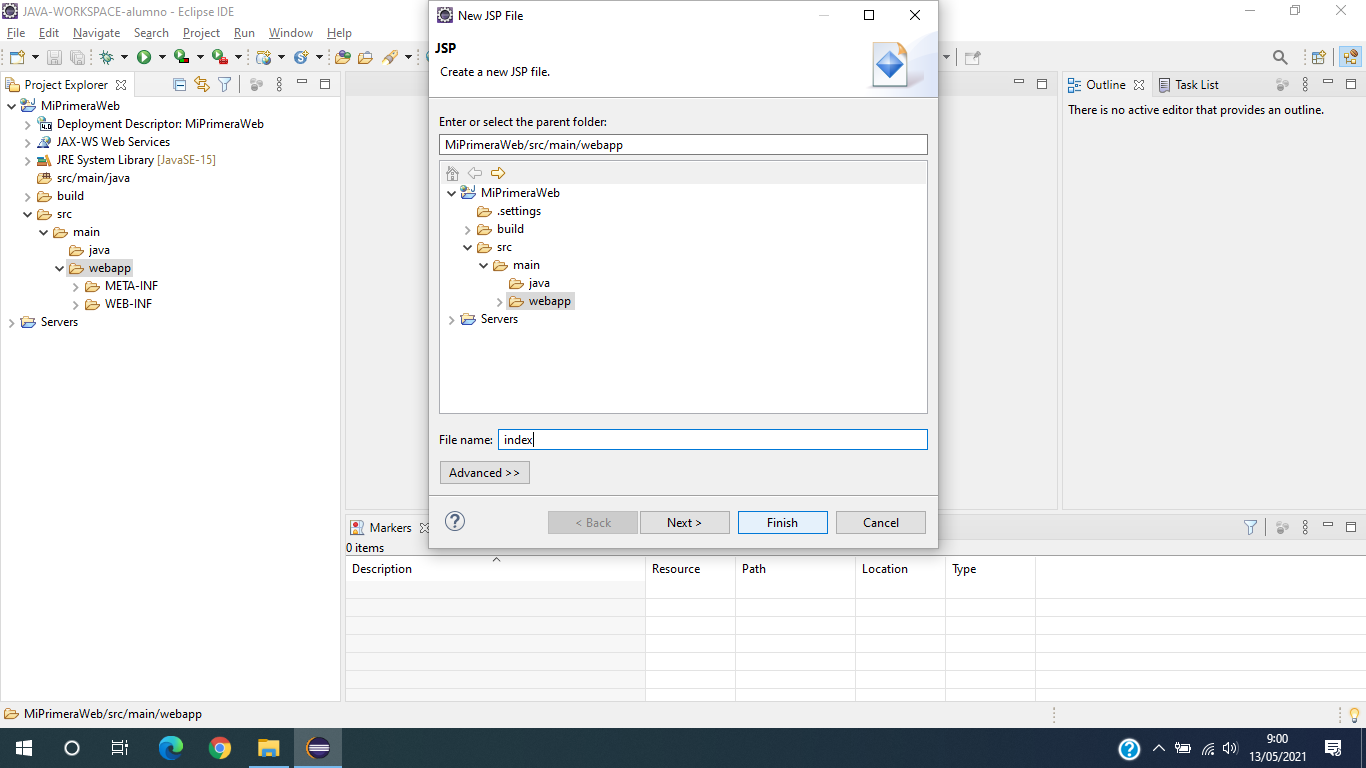 JAVA-WORKSPACE-alumno - Eclipse IDE
File Edit Navigate Search Project Run Window Help
Project Explorer
MiPrimeraWeb
Deployment Descriptor: MiPrimeraWeb
JAX-WS Web Services
JRE System Library [JavaSE-15]
src/main/java
build
src
main
java
webapp
META-INF
WEB-INF
Servers
New JSP File
JSP
Create a new JSP file.
Enter or select the parent folder:
MiPrimeraWeb/src/main/webapp
MiPrimeraWeb
.settings
build
src
main
java
webapp
Servers
File name: index
Advanced >>
?
< Back Next > Finish Cancel
Outline Task List
There is no active editor that provides an outline.
Markers
0 items
Description Resource Path Location Type
MiPrimeraWeb/src/main/webapp
?
9:00
13/05/2021